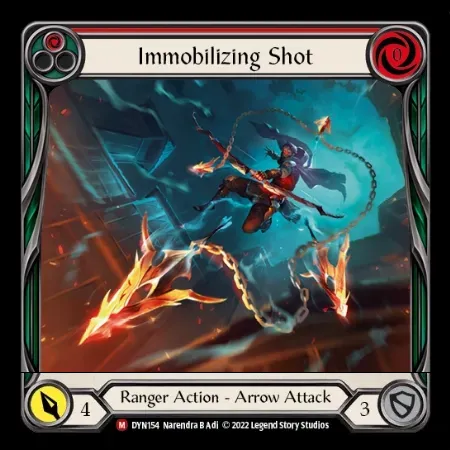 Immobilizing Shot
0
4
Ranger Action - Arrow Attack
3
M DYN154 Narendra B Adi © 2022 Legend Story Studios